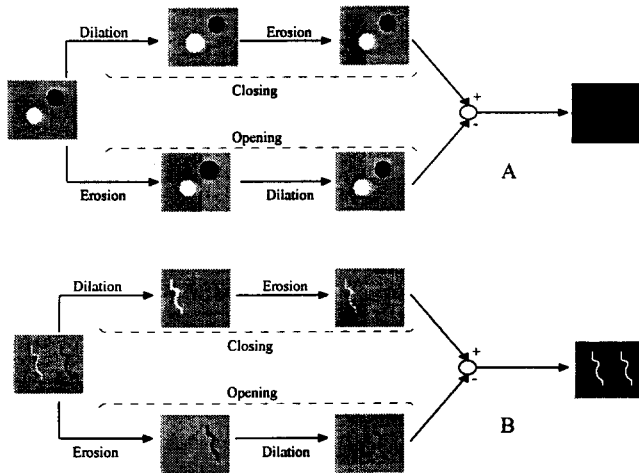 Dilation
Erosion
Closing
+
-
Opening
A
Erosion
Dilation
Dilation
Erosion
Closing
+
-
Opening
B
Erosion
Dilation